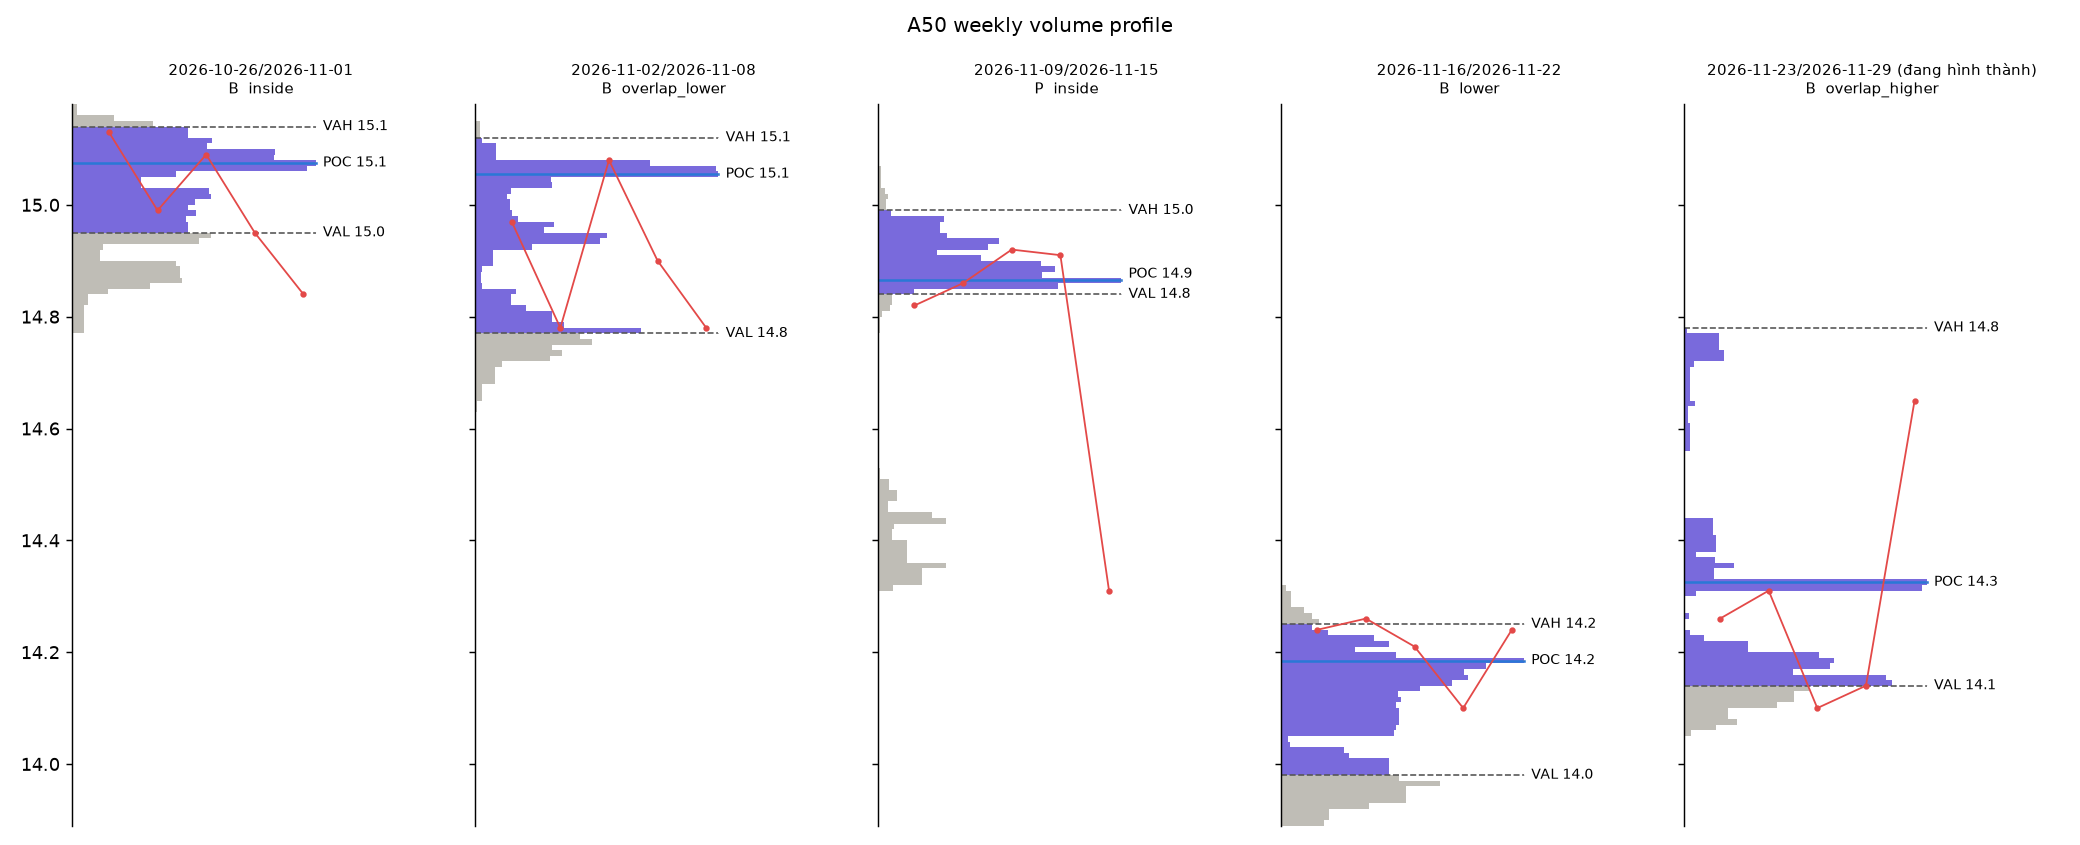 A50 weekly volume profile
2026-10-26/2026-11-01
B  inside
2026-11-02/2026-11-08
B  overlap_lower
2026-11-09/2026-11-15
P  inside
2026-11-16/2026-11-22
B  lower
2026-11-23/2026-11-29 (đang hình thành)
B  overlap_higher
15.0
14.8
14.6
14.4
14.2
14.0
VAH 15.1
POC 15.1
VAL 15.0
VAH 15.1
POC 15.1
VAL 14.8
VAH 15.0
POC 14.9
VAL 14.8
VAH 14.2
POC 14.2
VAL 14.0
VAH 14.8
POC 14.3
VAL 14.1